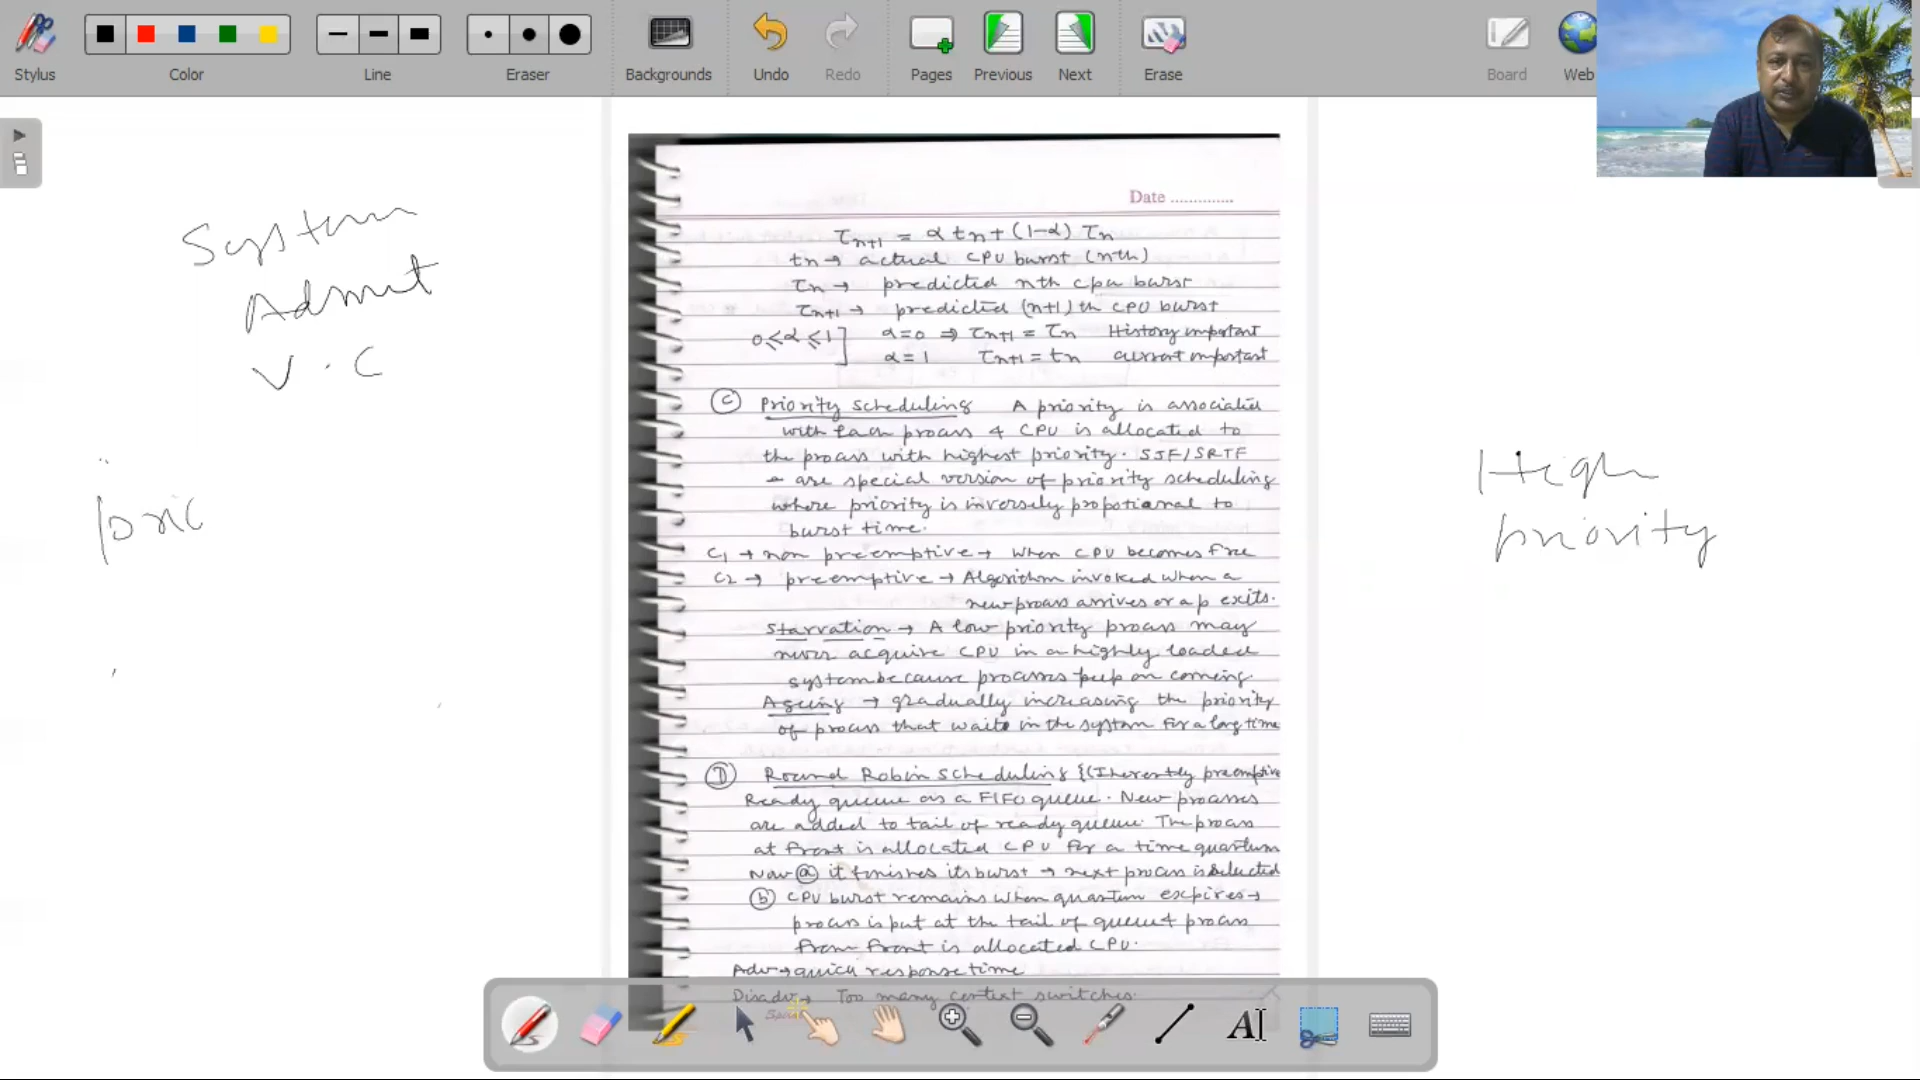 Stylus
Color
Line
Eraser
Backgrounds
Undo
Redo
Pages
Previous
Next
Erase
Board
Web
System
Admit
V.C
High
priority
Date ..............
τn+1 = α tn + (1-α) τn
tn → actual CPU burst (nth)
τn → predicted nth cpu burst
τn+1 → predicted (n+1)th CPU burst
0 ≤ α ≤ 1 ] α=0 ⇒ τn+1 = τn History important
α=1 τn+1 = tn current important
(C) Priority scheduling A priority is associated
with each process & CPU is allocated to
the process with highest priority. SJF/SRTF
are special version of priority scheduling
where priority is inversely propotional to
burst time.
C1 → non preemptive → when CPU becomes free
C2 → preemptive → Algorithm invoked when a
new process arrives or a p exits.
Starvation → A low priority process may
never acquire CPU in a highly loaded
system because processes keep on coming.
Ageing → gradually increasing the priority
of process that waits in the system for a long time
(D) Round Robin scheduling {(Inherently preemptive
Ready queue as a FIFO queue. New processes
are added to tail of ready queue. The process
at front is allocated CPU for a time quantum
Now (a) it finishes its burst → next process is selected
(b) CPU burst remains when quantum expires →
process is put at the tail of queue & process
from front is allocated CPU.
Adv → quick response time
Disadv → Too many context switches.